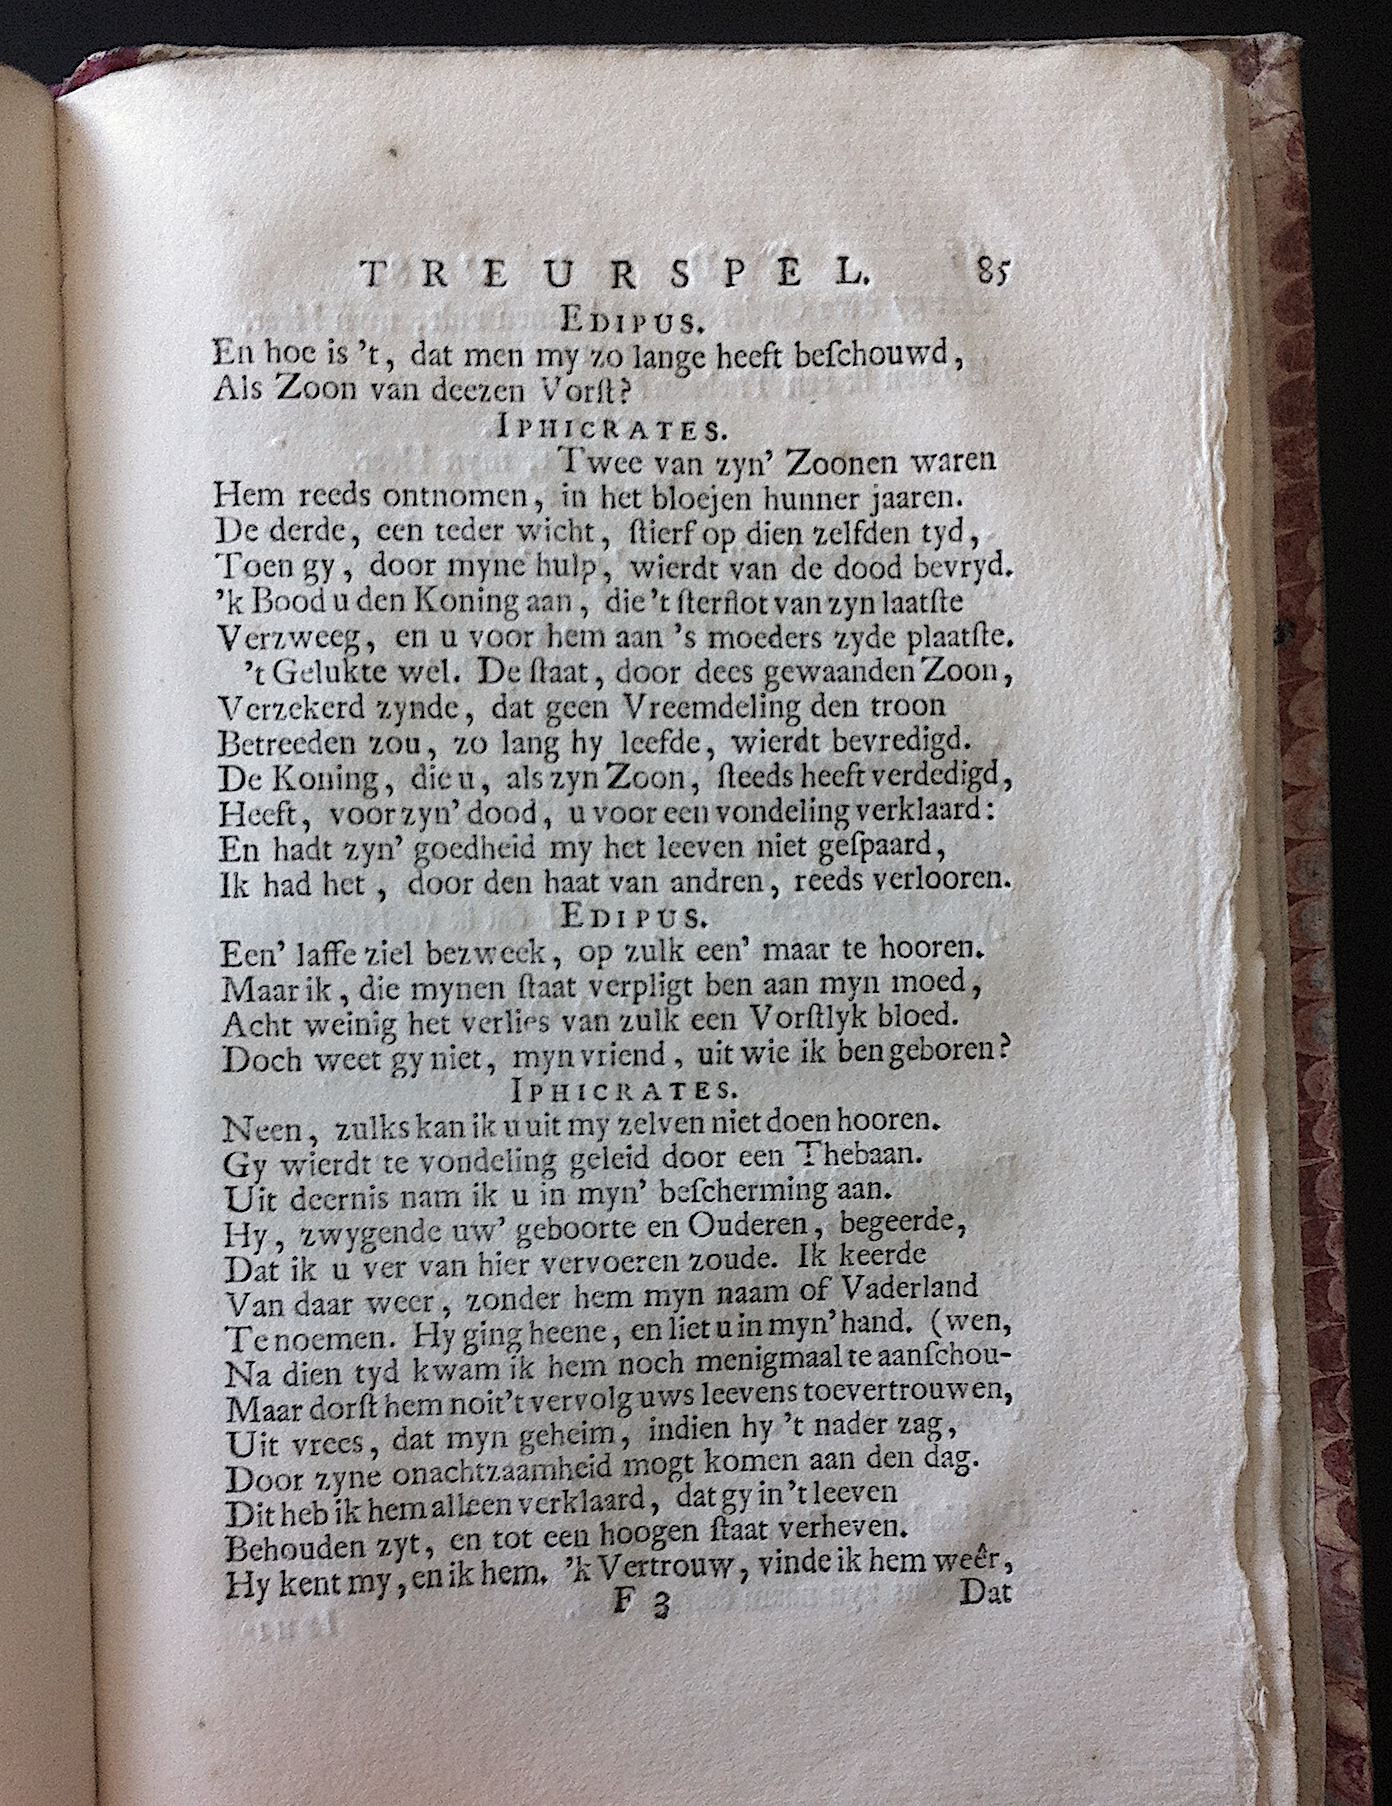 TREURSPEL. 85
EDIPUS.
En hoe is 't, dat men my zo lange heeft beſchouwd,
Als Zoon van deezen Vorſt?
IPHICRATES.
Twee van zyn' Zoonen waren
Hem reeds ontnomen, in het bloejen hunner jaaren.
De derde, een teder wicht, ſtierf op dien zelfden tyd,
Toen gy, door myne hulp, wierdt van de dood bevryd.
'k Bood u den Koning aan, die 't ſterflot van zyn laatſte
Verzweeg, en u voor hem aan 's moeders zyde plaatſte.
't Gelukte wel. De ſtaat, door dees gewaanden Zoon,
Verzekerd zynde, dat geen Vreemdeling den troon
Betreeden zou, zo lang hy leefde, wierdt bevredigd.
De Koning, die u, als zyn Zoon, ſteeds heeft verdedigd,
Heeft, voor zyn' dood, u voor een vondeling verklaard:
En hadt zyn' goedheid my het leeven niet geſpaard,
Ik had het, door den haat van andren, reeds verlooren.
EDIPUS.
Een' laffe ziel bezweek, op zulk een' maar te hooren.
Maar ik, die mynen ſtaat verpligt ben aan myn moed,
Acht weinig het verlies van zulk een Vorſtlyk bloed.
Doch weet gy niet, myn vriend, uit wie ik ben geboren?
IPHICRATES.
Neen, zulks kan ik u uit my zelven niet doen hooren.
Gy wierdt te vondeling geleid door een Thebaan.
Uit deernis nam ik u in myn' beſcherming aan.
Hy, zwygende uw' geboorte en Ouderen, begeerde,
Dat ik u ver van hier vervoeren zoude. Ik keerde
Van daar weer, zonder hem myn naam of Vaderland
Te noemen. Hy ging heene, en liet u in myn' hand. (wen,
Na dien tyd kwam ik hem noch menigmaal te aanſchou-
Maar dorſt hem noit 't vervolg uws leevens toevertrouwen,
Uit vrees, dat myn geheim, indien hy 't nader zag,
Door zyne onachtzaamheid mogt komen aan den dag.
Dit heb ik hem alleen verklaard, dat gy in 't leeven
Behouden zyt, en tot een hoogen ſtaat verheven.
Hy kent my, en ik hem. 'k Vertrouw, vinde ik hem weêr,
F 3 Dat